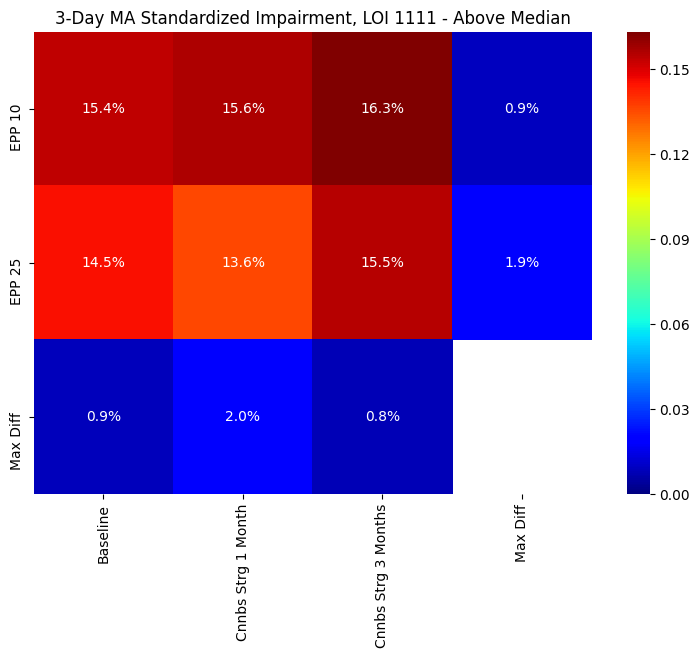 3-Day MA Standardized Impairment, LOI 1111 - Above Median
EPP 10
15.4%
15.6%
16.3%
0.9%
EPP 25
14.5%
13.6%
15.5%
1.9%
Max Diff
0.9%
2.0%
0.8%
Baseline
Cnnbs Strg 1 Month
Cnnbs Strg 3 Months
Max Diff
0.15
0.12
0.09
0.06
0.03
0.00